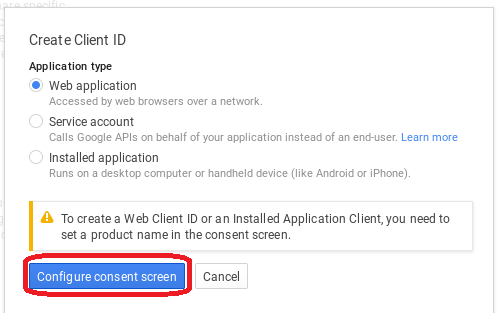 are specific
Create Client ID
Application type
Web application
Accessed by web browsers over a network.
Service account
Calls Google APIs on behalf of your application instead of an end-user. Learn more
Installed application
Runs on a desktop computer or handheld device (like Android or iPhone).
To create a Web Client ID or an Installed Application Client, you need to
set a product name in the consent screen.
Configure consent screen
Cancel